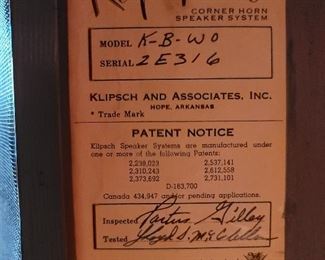 CORNER HORN
SPEAKER SYSTEM
MODEL K-B-WO
SERIAL 2E316
KLIPSCH AND ASSOCIATES, INC.
HOPE, ARKANSAS
* Trade Mark
PATENT NOTICE
Klipsch Speaker Systems are manufactured under
one or more of the following Patents:
2,238,023 2,537,141
2,310,243 2,612,558
2,373,692 2,731,101
D-163,700
Canada 434,947 and/or pending applications.
Inspected
Tested Lloyd S. McClellan